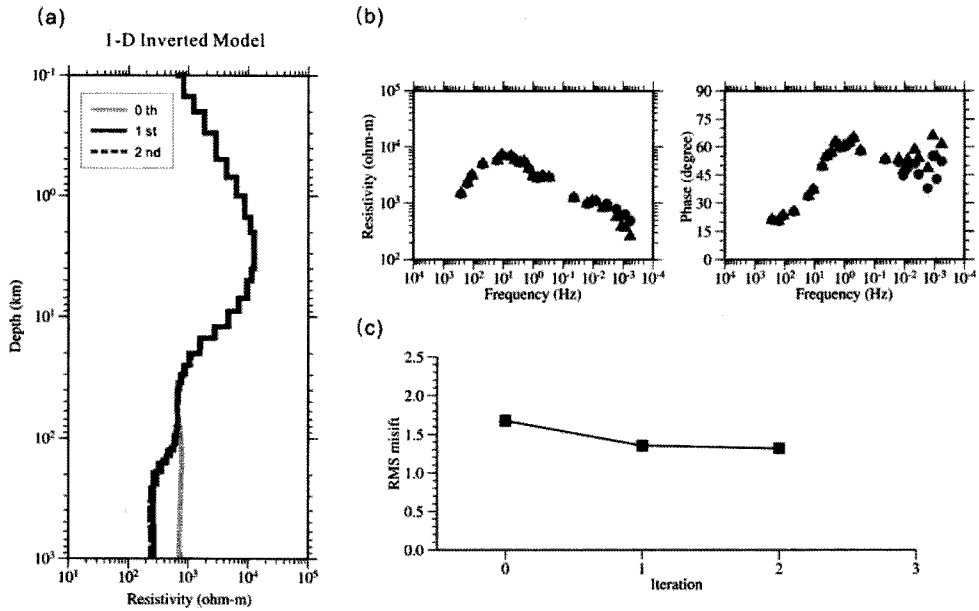 (a)
1-D Inverted Model
10-1
100
101
102
103
Depth (km)
0 th
1 st
2 nd
101 102 103 104 105
Resistivity (ohm-m)
(b)
105
104
103
102
Resistivity (ohm-m)
104 103 102 101 100 10-1 10-2 10-3 10-4
Frequency (Hz)
90
75
60
45
30
15
0
Phase (degree)
104 103 102 101 100 10-1 10-2 10-3 10-4
Frequency (Hz)
(c)
2.5
2.0
1.5
1.0
0.5
0.0
RMS misift
0 1 2 3
Iteration